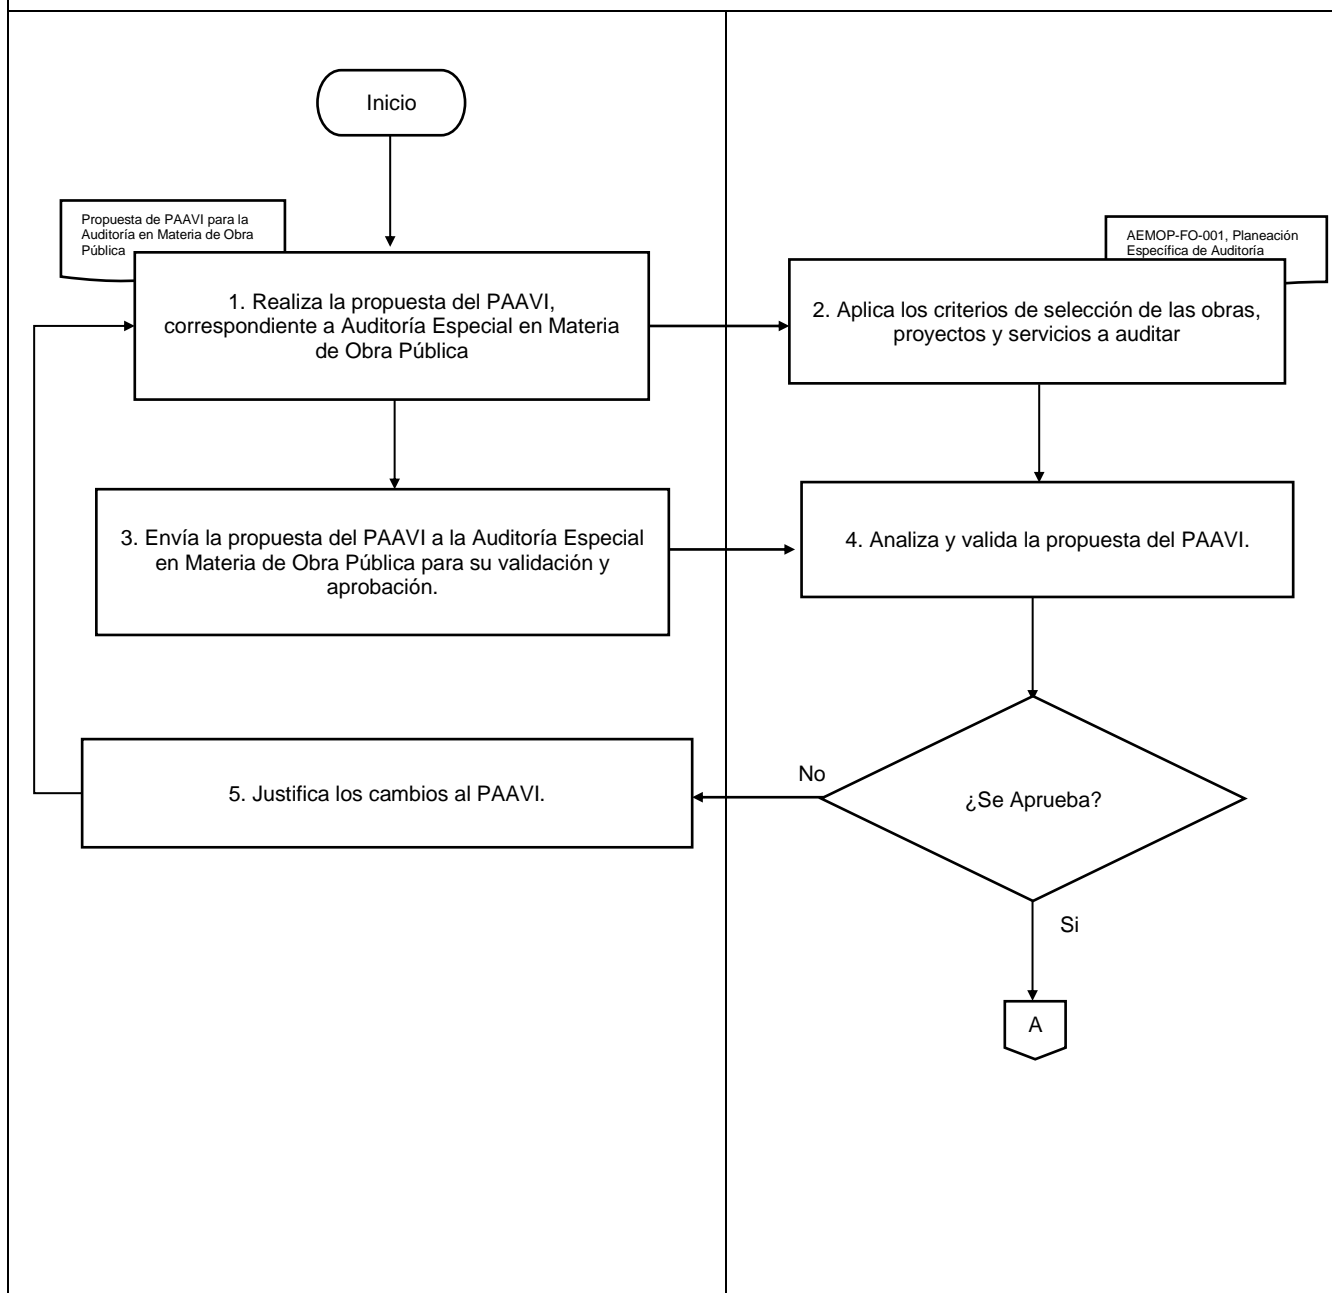 Inicio
Propuesta de PAAVI para la
Auditoría en Materia de Obra
Pública
AEMOP-FO-001, Planeación
Específica de Auditoría
1. Realiza la propuesta del PAAVI,
correspondiente a Auditoría Especial en Materia
de Obra Pública
2. Aplica los criterios de selección de las obras,
proyectos y servicios a auditar
3. Envía la propuesta del PAAVI a la Auditoría Especial
en Materia de Obra Pública para su validación y
aprobación.
4. Analiza y valida la propuesta del PAAVI.
5. Justifica los cambios al PAAVI.
No
¿Se Aprueba?
Si
A